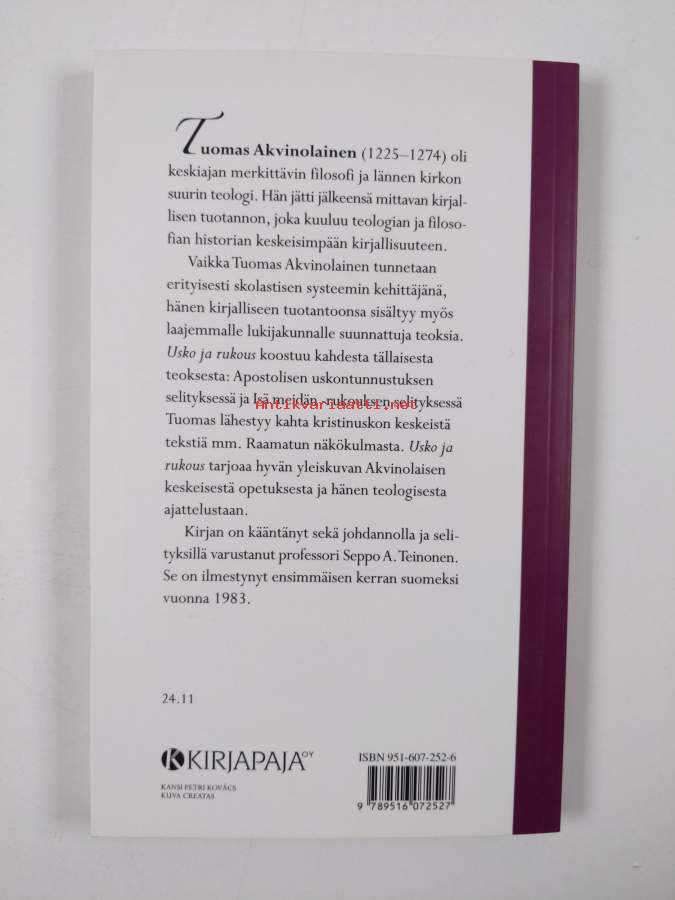 Tuomas Akvinolainen (1225–1274) oli
keskiajan merkittävin filosofi ja lännen kirkon
suurin teologi. Hän jätti jälkeensä mittavan kirjal-
lisen tuotannon, joka kuuluu teologian ja filoso-
fian historian keskeisimpään kirjallisuuteen.
Vaikka Tuomas Akvinolainen tunnetaan
erityisesti skolastisen systeemin kehittäjänä,
hänen kirjalliseen tuotantoonsa sisältyy myös
laajemmalle lukijakunnalle suunnattuja teoksia.
Usko ja rukous koostuu kahdesta tällaisesta
teoksesta: Apostolisen uskontunnustuksen
selityksessä ja Isä meidän -rukouksen selityksessä
Antikvariaatti.net
Tuomas lähestyy kahta kristinuskon keskeistä
tekstiä mm. Raamatun näkökulmasta. Usko ja
rukous tarjoaa hyvän yleiskuvan Akvinolaisen
keskeisestä opetuksesta ja hänen teologisesta
ajattelustaan.
Kirjan on kääntänyt sekä johdannolla ja seli-
tyksillä varustanut professori Seppo A. Teinonen.
Se on ilmestynyt ensimmäisen kerran suomeksi
vuonna 1983.
24.11
KIRJAPAJA OY
KANSI PETRI KOVÁCS
KUVA CREATAS
ISBN 951-607-252-6
9 789516 072527